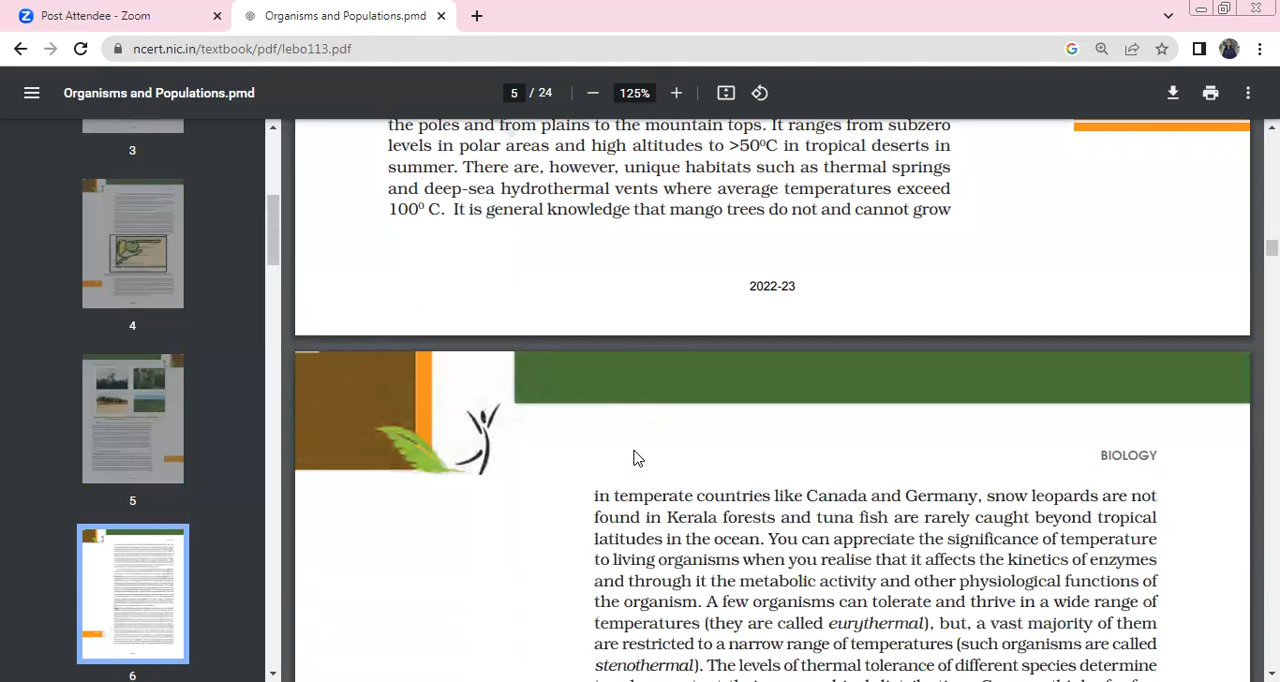 Post Attendee - Zoom
Organisms and Populations.pmd
ncert.nic.in/textbook/pdf/lebo113.pdf
Organisms and Populations.pmd
5 / 24
125%
3
4
5
6
the poles and from plains to the mountain tops. It ranges from subzero
levels in polar areas and high altitudes to >50⁰C in tropical deserts in
summer. There are, however, unique habitats such as thermal springs
and deep-sea hydrothermal vents where average temperatures exceed
100⁰ C. It is general knowledge that mango trees do not and cannot grow
2022-23
BIOLOGY
in temperate countries like Canada and Germany, snow leopards are not
found in Kerala forests and tuna fish are rarely caught beyond tropical
latitudes in the ocean. You can appreciate the significance of temperature
to living organisms when you realise that it affects the kinetics of enzymes
and through it the metabolic activity and other physiological functions of
the organism. A few organisms can tolerate and thrive in a wide range of
temperatures (they are called eurythermal), but, a vast majority of them
are restricted to a narrow range of temperatures (such organisms are called
stenothermal). The levels of thermal tolerance of different species determine